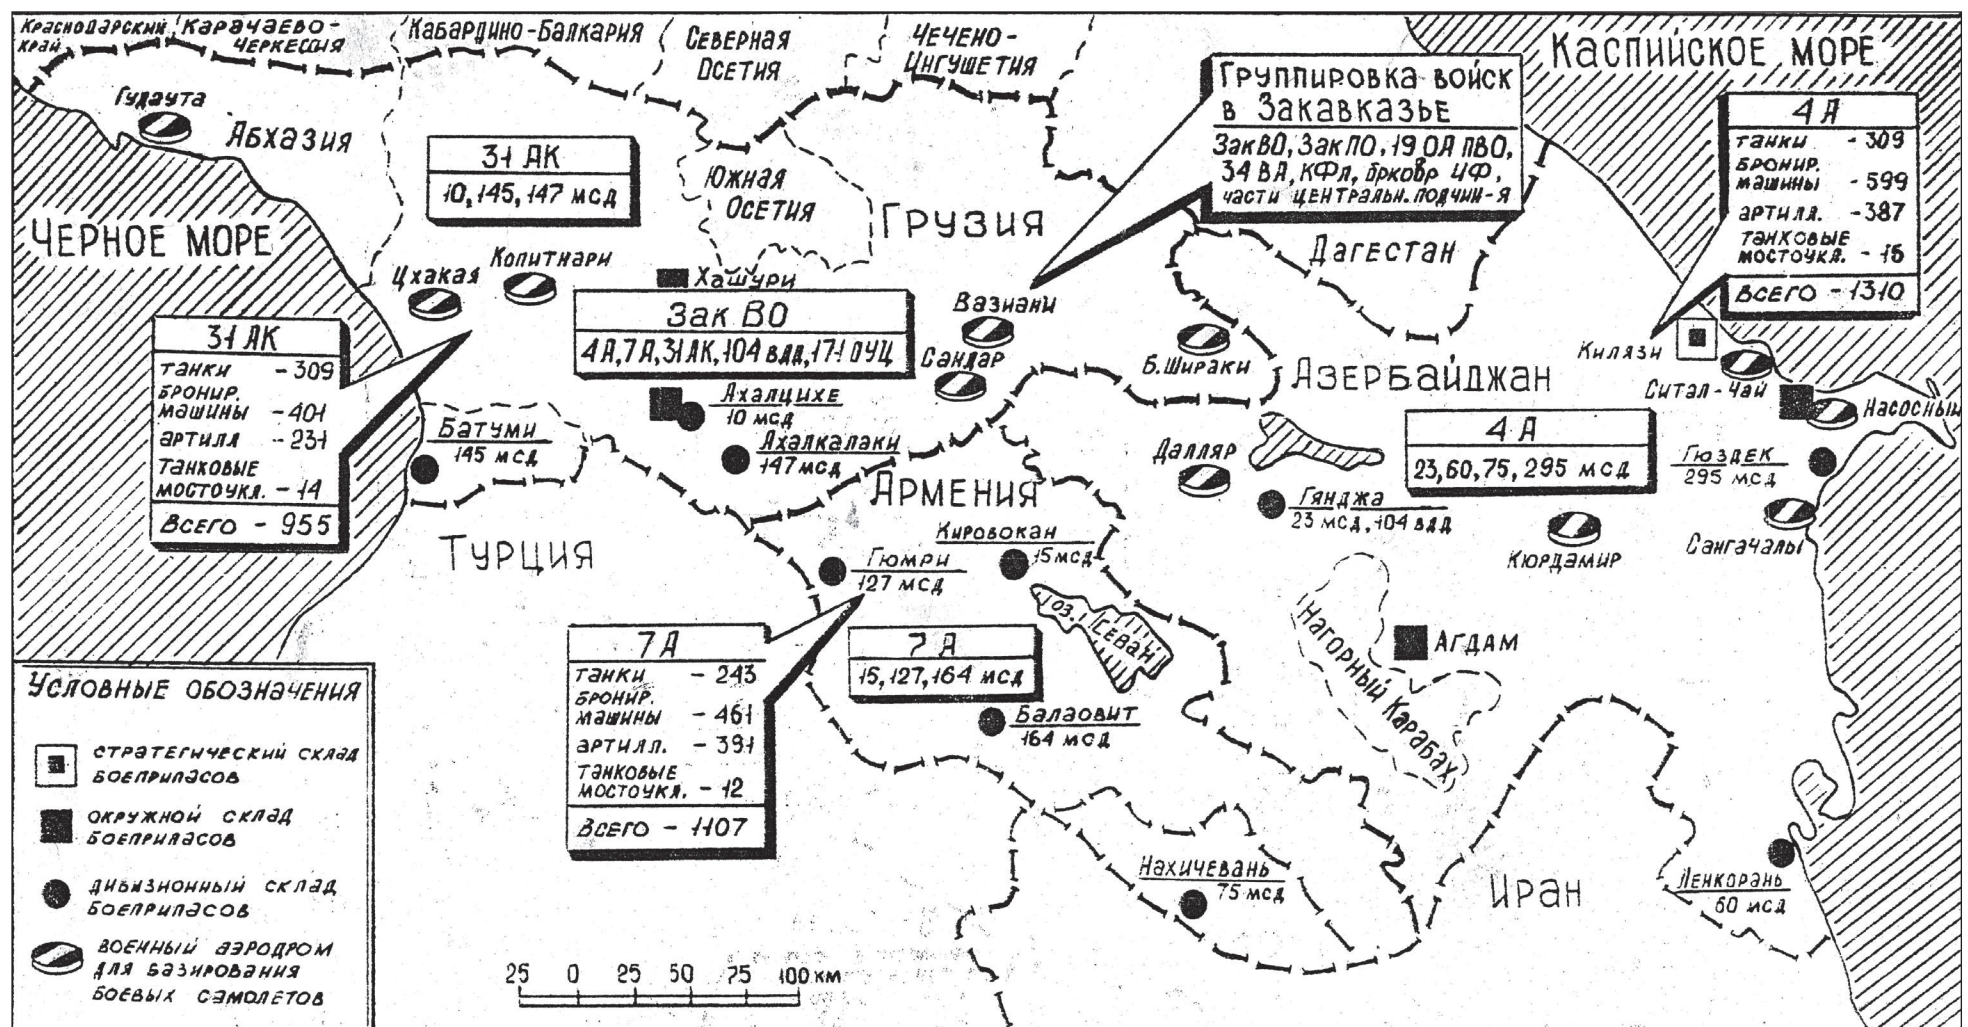 Краснодарский
край
Карачаево-
Черкессия
Кабардино-Балкария
Северная
Осетия
Чечено-
Ингушетия
Каспийское море
Группировка войск
в Закавказье
ЗакВО, ЗакПО, 19 ОА ПВО,
34 ВА, КФл, брковр ЦФ,
части центральн. подчин-я
4 А
танки - 309
бронир.
машины - 599
артилл. - 387
танковые
мостоукл. - 15
Всего - 1310
Гудаута
Абхазия
31 АК
10, 145, 147 мсд
Южная
Осетия
Грузия
Дагестан
Черное море
Цхакая
Копитнари
Хашури
Зак ВО
4А, 7А, 31АК, 104 вдд, 171 ОУЦ
Вазиани
Сандар
Б. Шираки
Азербайджан
Килязи
Ситал-Чай
Насосный
31 АК
танки - 309
бронир.
машины - 401
артилл - 231
танковые
мостоукл. - 14
Всего - 955
Ахалцихе
10 мсд
Батуми
145 мсд
Ахалкалаки
147 мсд
Армения
Далляр
4 А
23, 60, 75, 295 мсд
Гюздек
295 мсд
Гянджа
23 мсд, 104 вдд
Кюрдамир
Сангачалы
Турция
Гюмри
127 мсд
Кировокан
15 мсд
оз. Севан
Нагорный Карабах
Агдам
7 А
танки - 243
бронир.
машины - 461
артилл. - 391
танковые
мостоукл. - 12
Всего - 1107
7 А
15, 127, 164 мсд
Балаовит
164 мсд
Нахичевань
75 мсд
Иран
Ленкорань
60 мсд
Условные обозначения
стратегический склад
боеприпасов
окружной склад
боеприпасов
дивизионный склад
боеприпасов
военный аэродром
для базирования
боевых самолетов
25 0 25 50 75 100 км